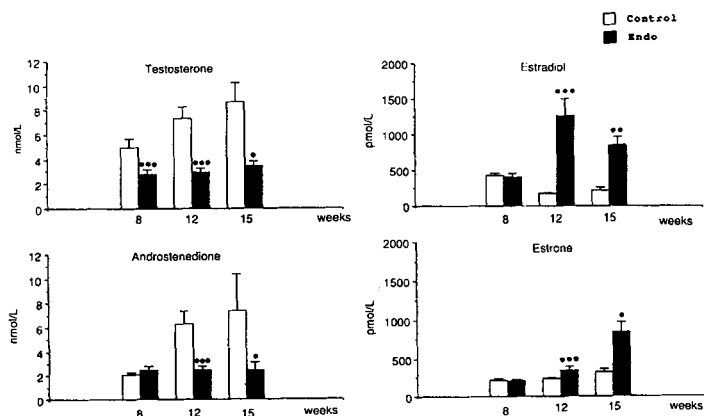 Control
Endo
Testosterone
nmol/L
12
10
8
6
4
2
0
***
***
*
8 12 15 weeks
Estradiol
pmol/L
2000
1500
1000
500
0
***
**
8 12 15 weeks
Androstenedione
nmol/L
12
10
8
6
4
2
0
***
*
8 12 15 weeks
Estrone
pmol/L
2000
1500
1000
500
0
***
*
8 12 15 weeks